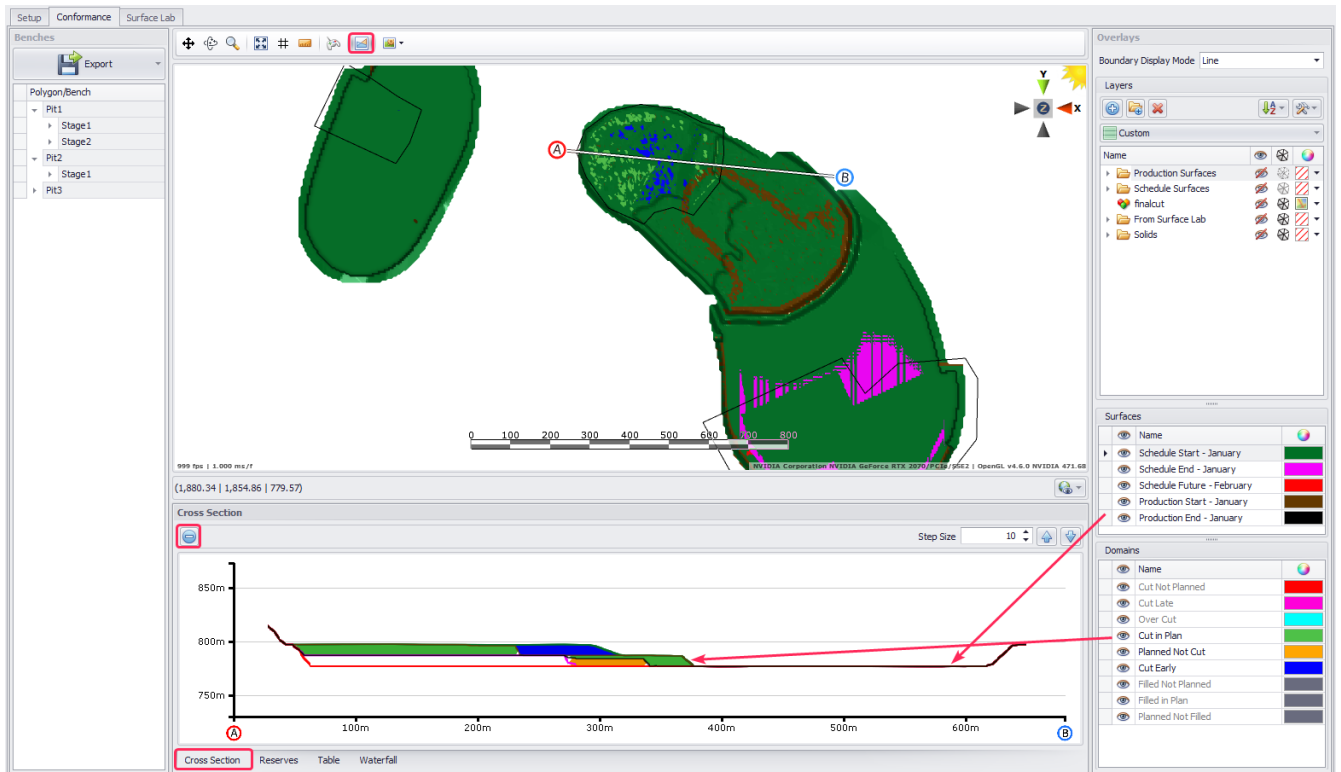 Setup Conformance Surface Lab
Benches
Export
Polygon/Bench
Pit1
Stage1
Stage2
Pit2
Stage1
Pit3
Y
Z
X
A
B
0 100 200 300 400 500 600 700 800
999 fps | 1.000 ms/f
NVIDIA Corporation NVIDIA GeForce RTX 2070/PCIe/SSE2 | OpenGL v4.6.0 NVIDIA 471.68
(1,880.34 | 1,854.86 | 779.57)
Cross Section
Step Size 10
850m
800m
750m
100m 200m 300m 400m 500m 600m
A B
Cross Section Reserves Table Waterfall
Overlays
Boundary Display Mode Line
Layers
Custom
Name
Production Surfaces
Schedule Surfaces
finalcut
From Surface Lab
Solids
Surfaces
Name
Schedule Start - January
Schedule End - January
Schedule Future - February
Production Start - January
Production End - January
Domains
Name
Cut Not Planned
Cut Late
Over Cut
Cut in Plan
Planned Not Cut
Cut Early
Filled Not Planned
Filled in Plan
Planned Not Filled